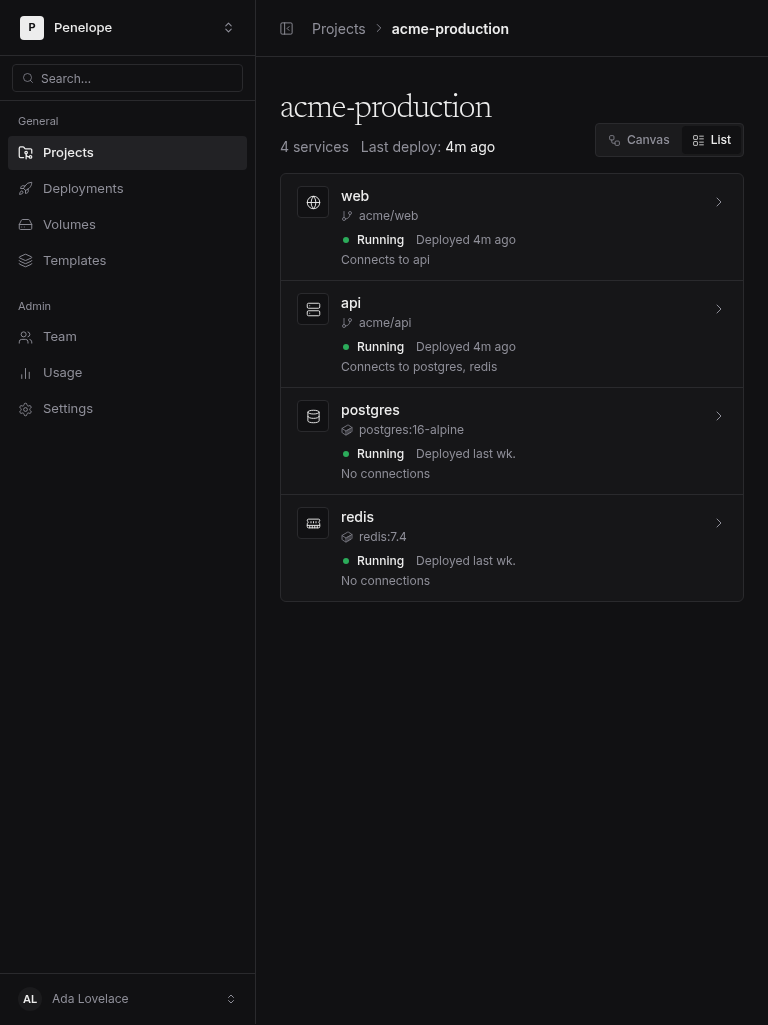 P Penelope
Search...
General
Projects
Deployments
Volumes
Templates
Admin
Team
Usage
Settings
AL Ada Lovelace
Projects acme-production
acme-production
4 services Last deploy: 4m ago
Canvas List
web
acme/web
Running Deployed 4m ago
Connects to api
api
acme/api
Running Deployed 4m ago
Connects to postgres, redis
postgres
postgres:16-alpine
Running Deployed last wk.
No connections
redis
redis:7.4
Running Deployed last wk.
No connections